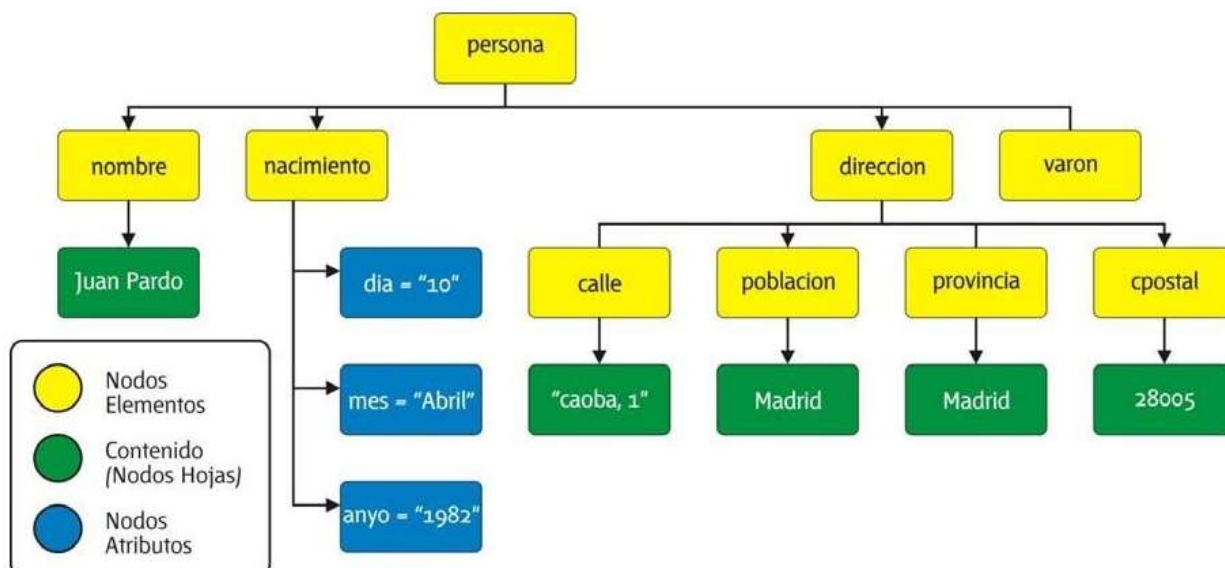 persona
nombre
nacimiento
direccion
varon
Juan Pardo
dia = "10"
calle
poblacion
provincia
cpostal
mes = "Abril"
"caoba, 1"
Madrid
Madrid
28005
anyo = "1982"
Nodos
Elementos
Contenido
(Nodos Hojas)
Nodos
Atributos